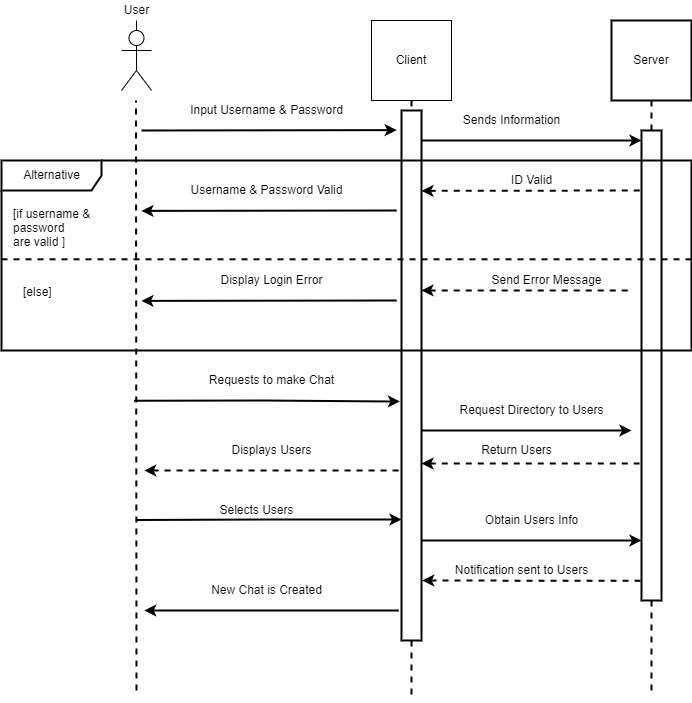 User
Client
Server
Input Username & Password
Sends Information
Alternative
ID Valid
Username & Password Valid
[if username &
password
are valid ]
Display Login Error
Send Error Message
[else]
Requests to make Chat
Request Directory to Users
Displays Users
Return Users
Selects Users
Obtain Users Info
Notification sent to Users
New Chat is Created